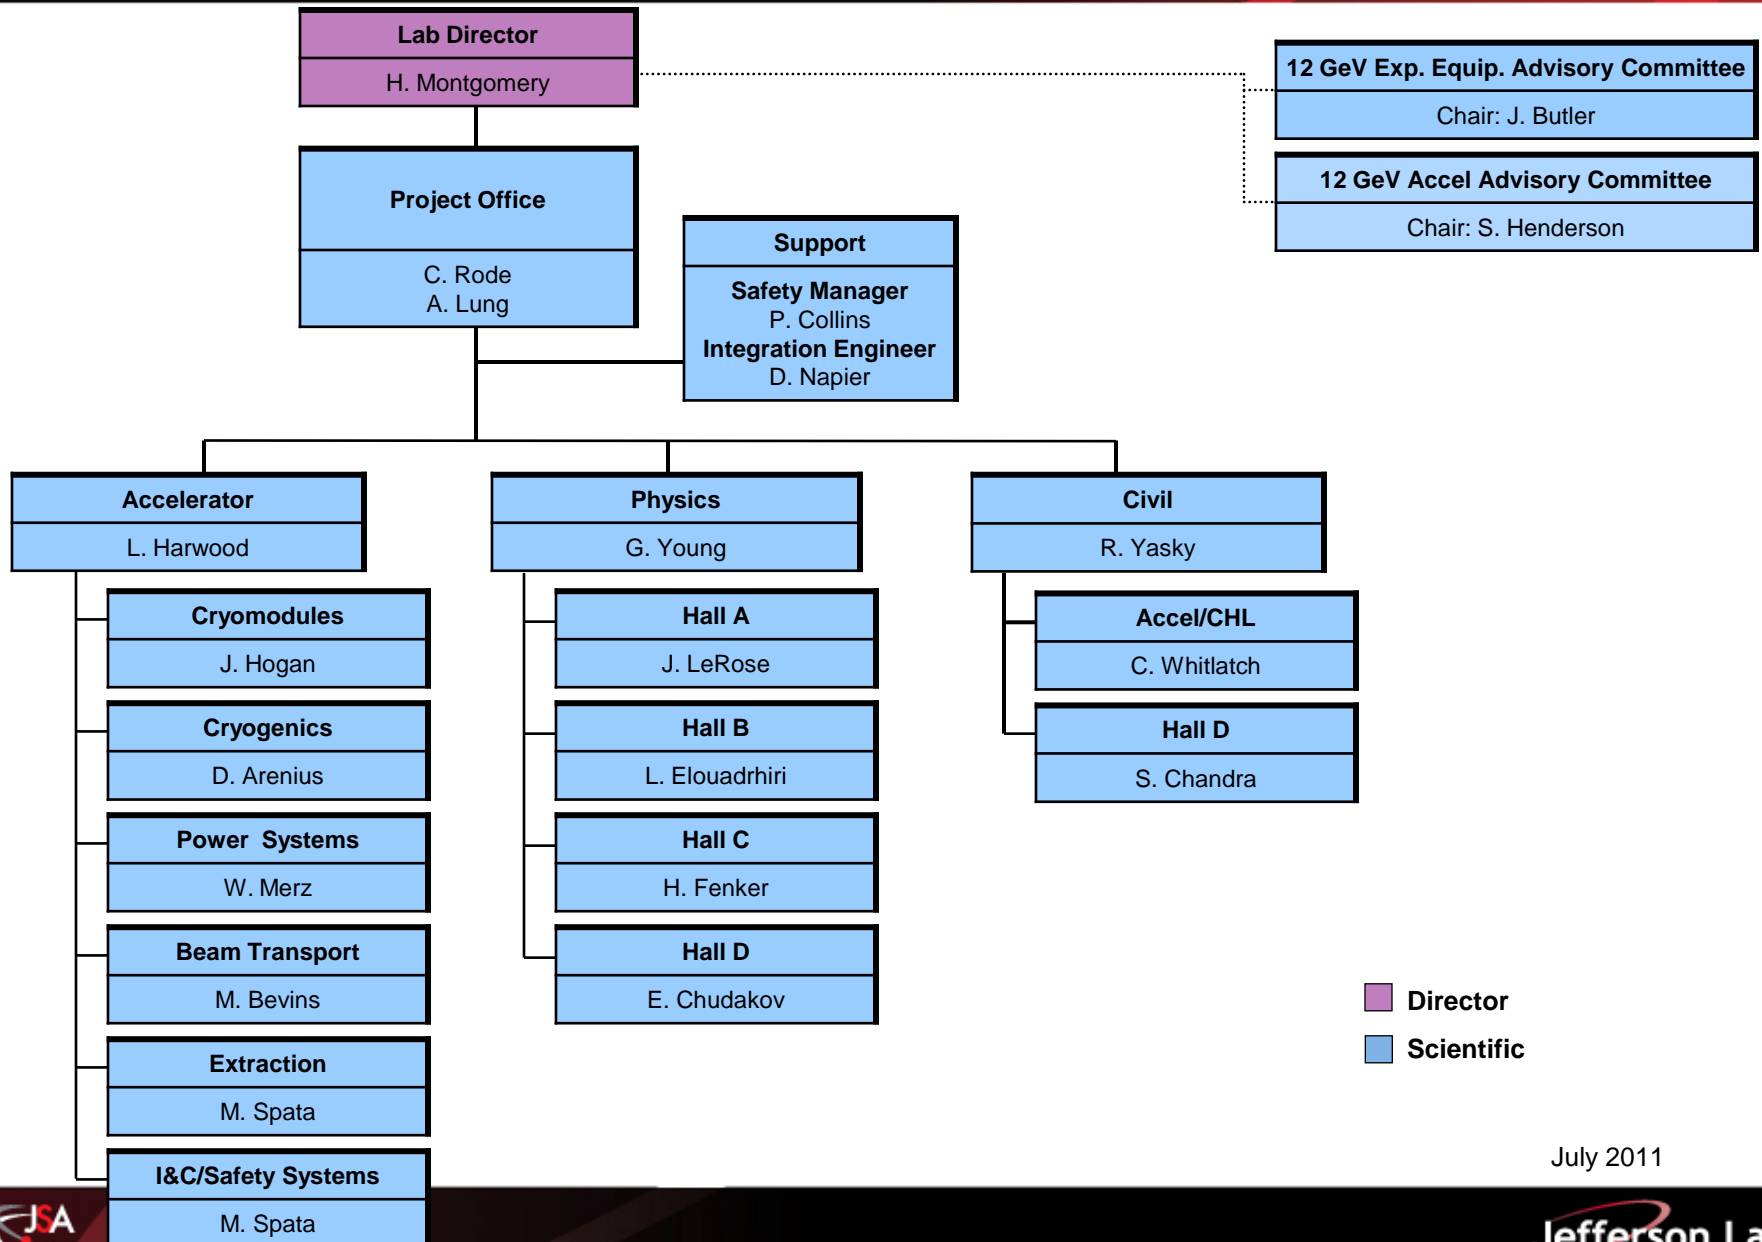 Lab Director
H. Montgomery
12 GeV Exp. Equip. Advisory Committee
Chair: J. Butler
12 GeV Accel Advisory Committee
Chair: S. Henderson
Project Office
C. Rode
A. Lung
Support
Safety Manager
P. Collins
Integration Engineer
D. Napier
Accelerator
L. Harwood
Cryomodules
J. Hogan
Cryogenics
D. Arenius
Power Systems
W. Merz
Beam Transport
M. Bevins
Extraction
M. Spata
I&C/Safety Systems
M. Spata
Physics
G. Young
Hall A
J. LeRose
Hall B
L. Elouadrhiri
Hall C
H. Fenker
Hall D
E. Chudakov
Civil
R. Yasky
Accel/CHL
C. Whitlatch
Hall D
S. Chandra
Director
Scientific
July 2011
JSA
Jefferson La